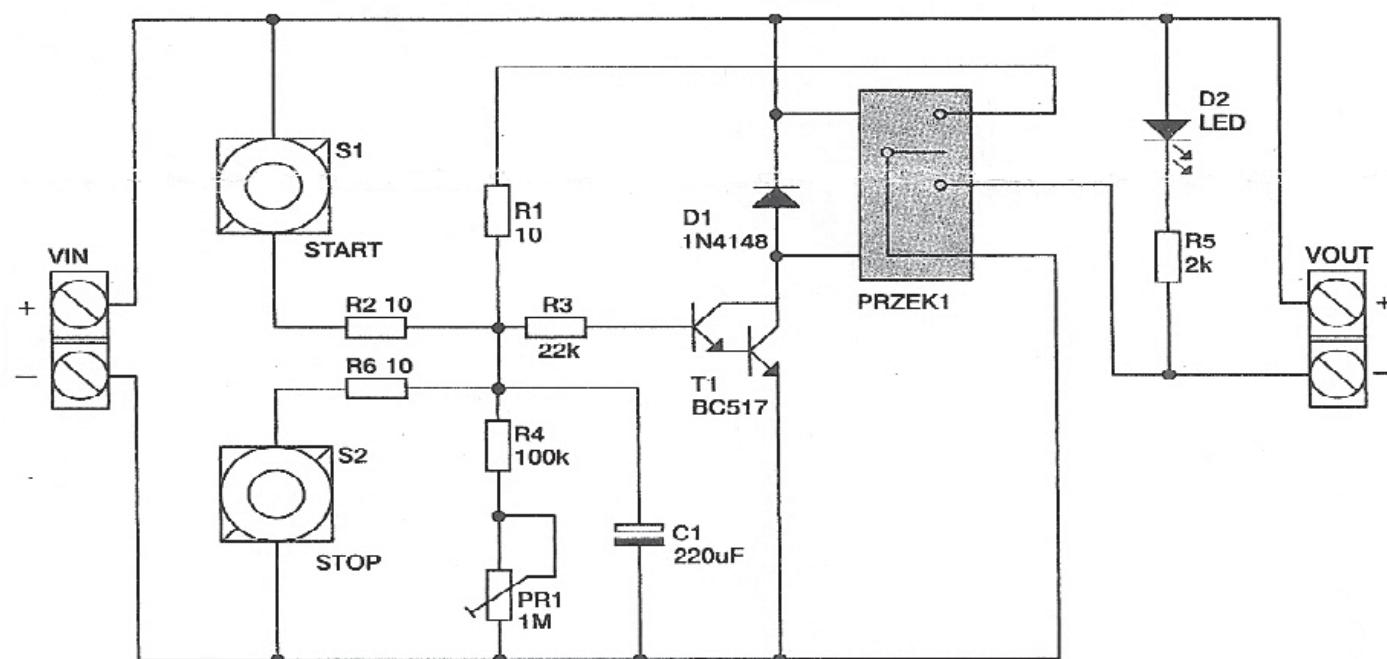 D2
LED
S1
R1
10
D1
1N4148
START
R5
2k
VIN
VOUT
PRZEK1
+
R2 10
R3
+
22k
−
R6 10
T1
BC517
−
R4
100k
S2
C1
220uF
STOP
PR1
1M